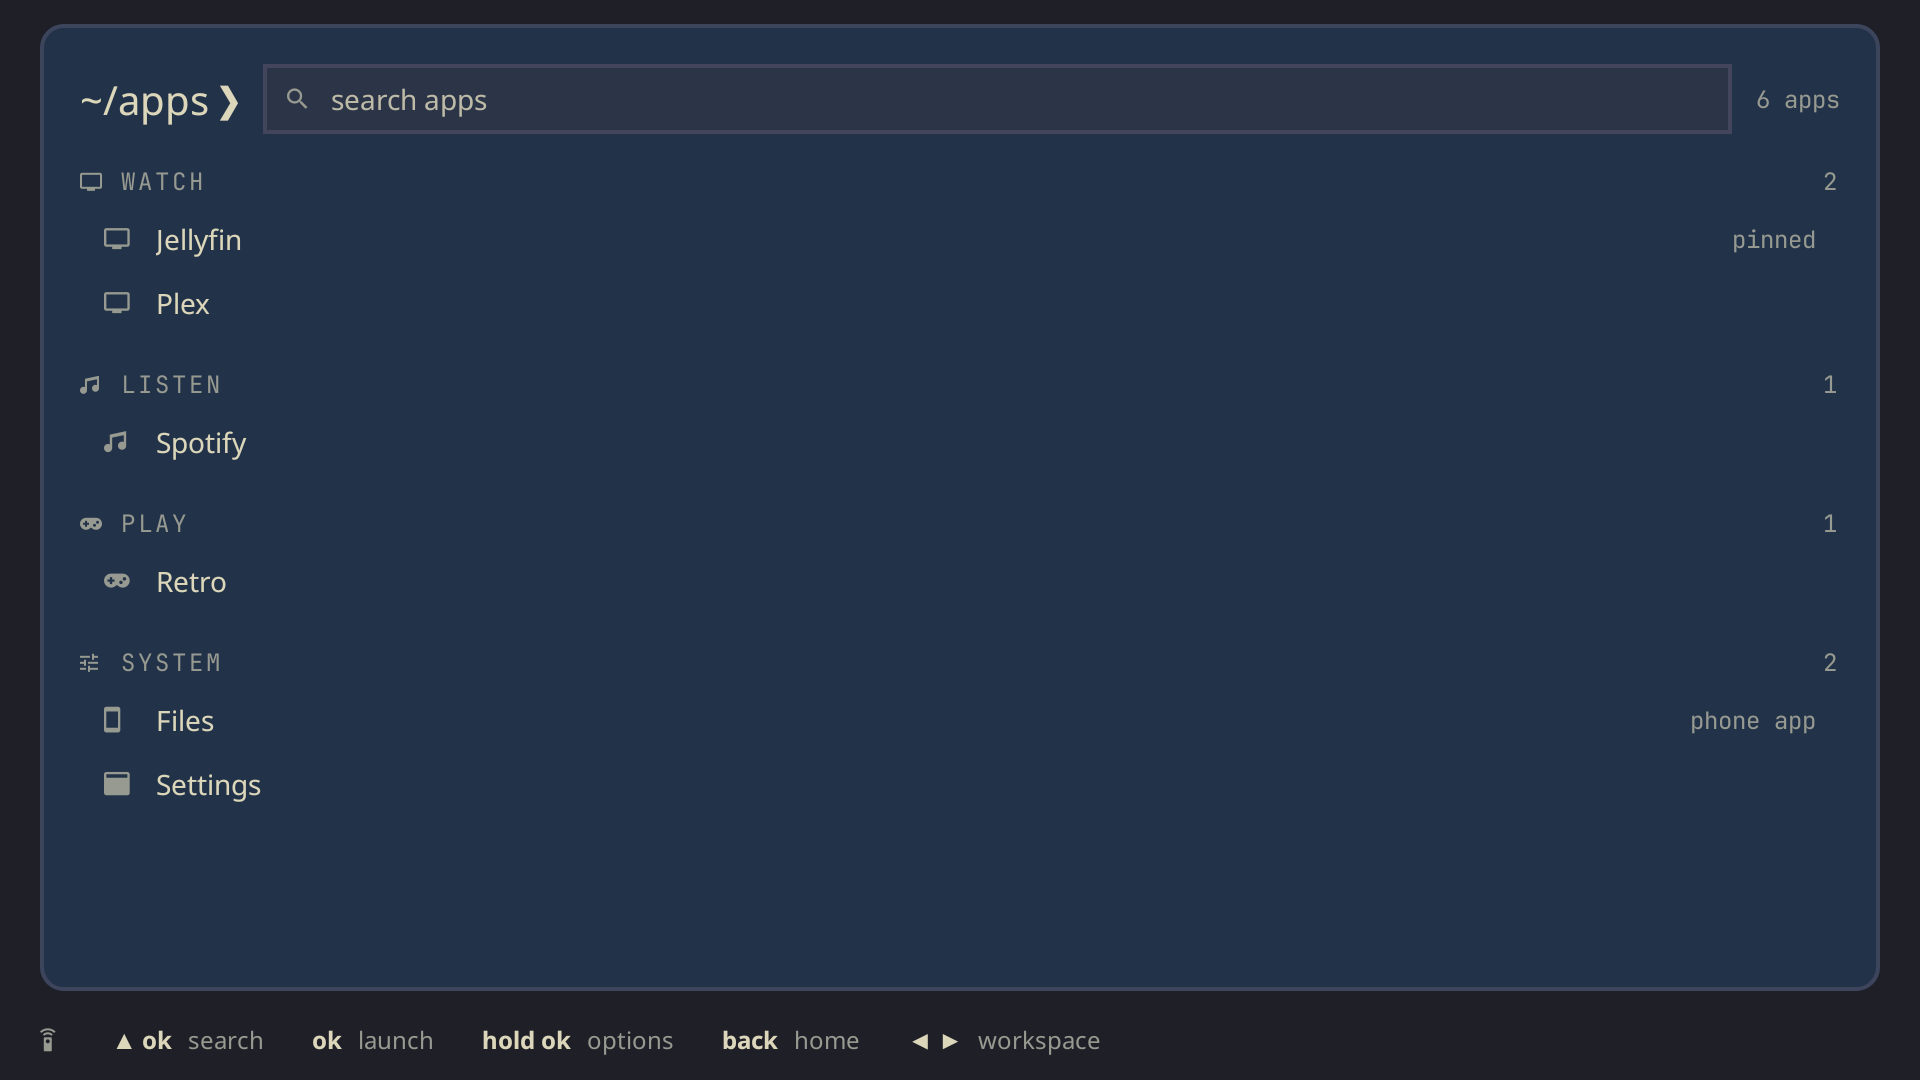 ~/apps ❯ search apps 6 apps
WATCH 2
Jellyfin pinned
Plex
LISTEN 1
Spotify
PLAY 1
Retro
SYSTEM 2
Files phone app
Settings
▲ ok search ok launch hold ok options back home ◀ ▶ workspace